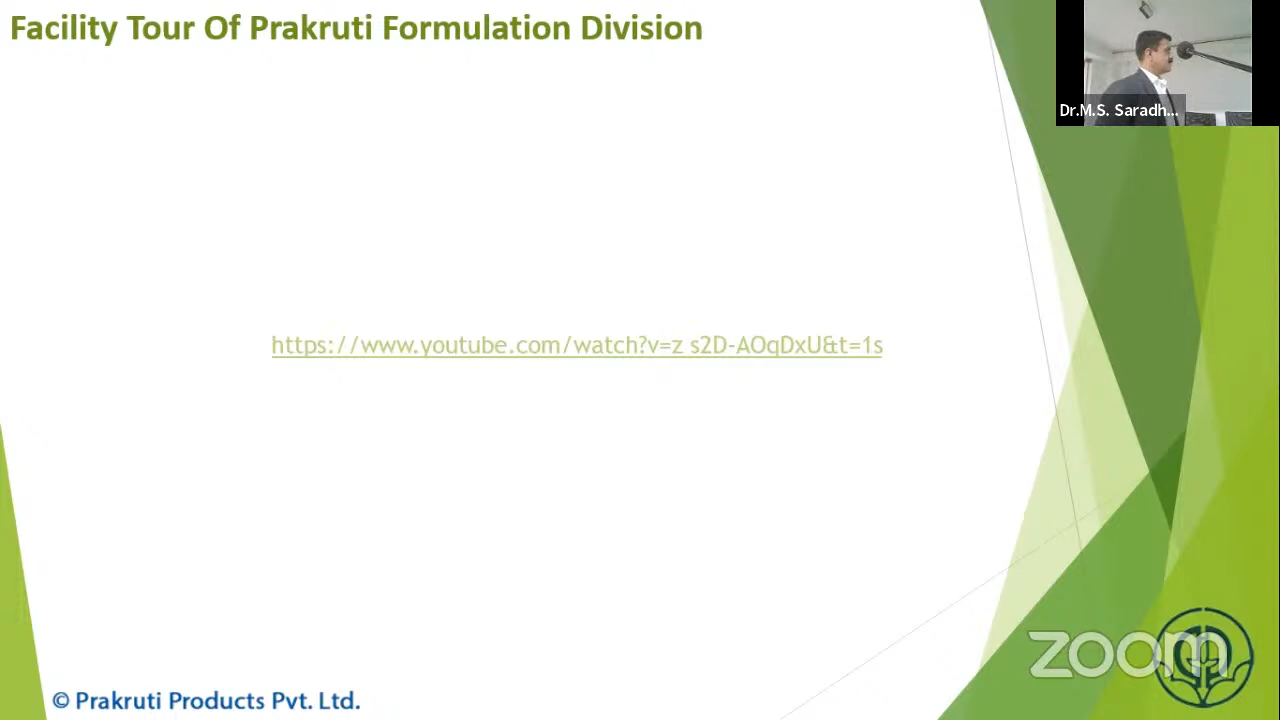 Facility Tour Of Prakruti Formulation Division
Dr.M.S. Saradh...
https://www.youtube.com/watch?v=z s2D-AOqDxU&t=1s
zoom
© Prakruti Products Pvt. Ltd.